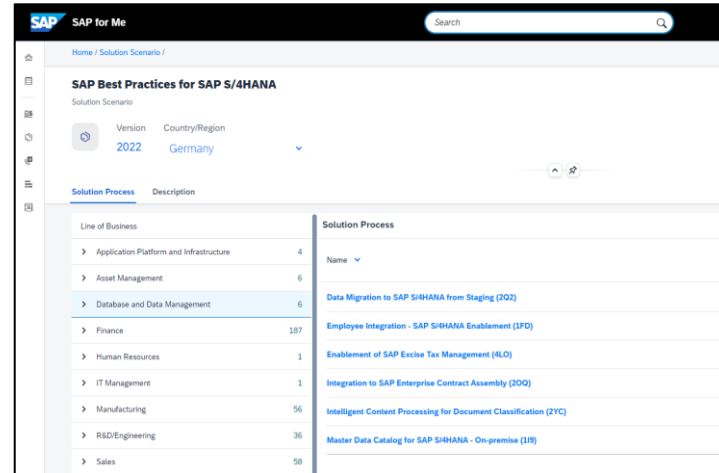 SAP SAP for Me
Search
Home / Solution Scenario /
SAP Best Practices for SAP S/4HANA
Solution Scenario
Version Country/Region
2022 Germany
Solution Process Description
Line of Business
Application Platform and Infrastructure 4
Asset Management 6
Database and Data Management 6
Finance 187
Human Resources 1
IT Management 1
Manufacturing 56
R&D/Engineering 36
Sales 58
Solution Process
Name
Data Migration to SAP S/4HANA from Staging (2Q2)
Employee Integration - SAP S/4HANA Enablement (1FD)
Enablement of SAP Excise Tax Management (4LO)
Integration to SAP Enterprise Contract Assembly (2OQ)
Intelligent Content Processing for Document Classification (2YC)
Master Data Catalog for SAP S/4HANA - On-premise (1I9)